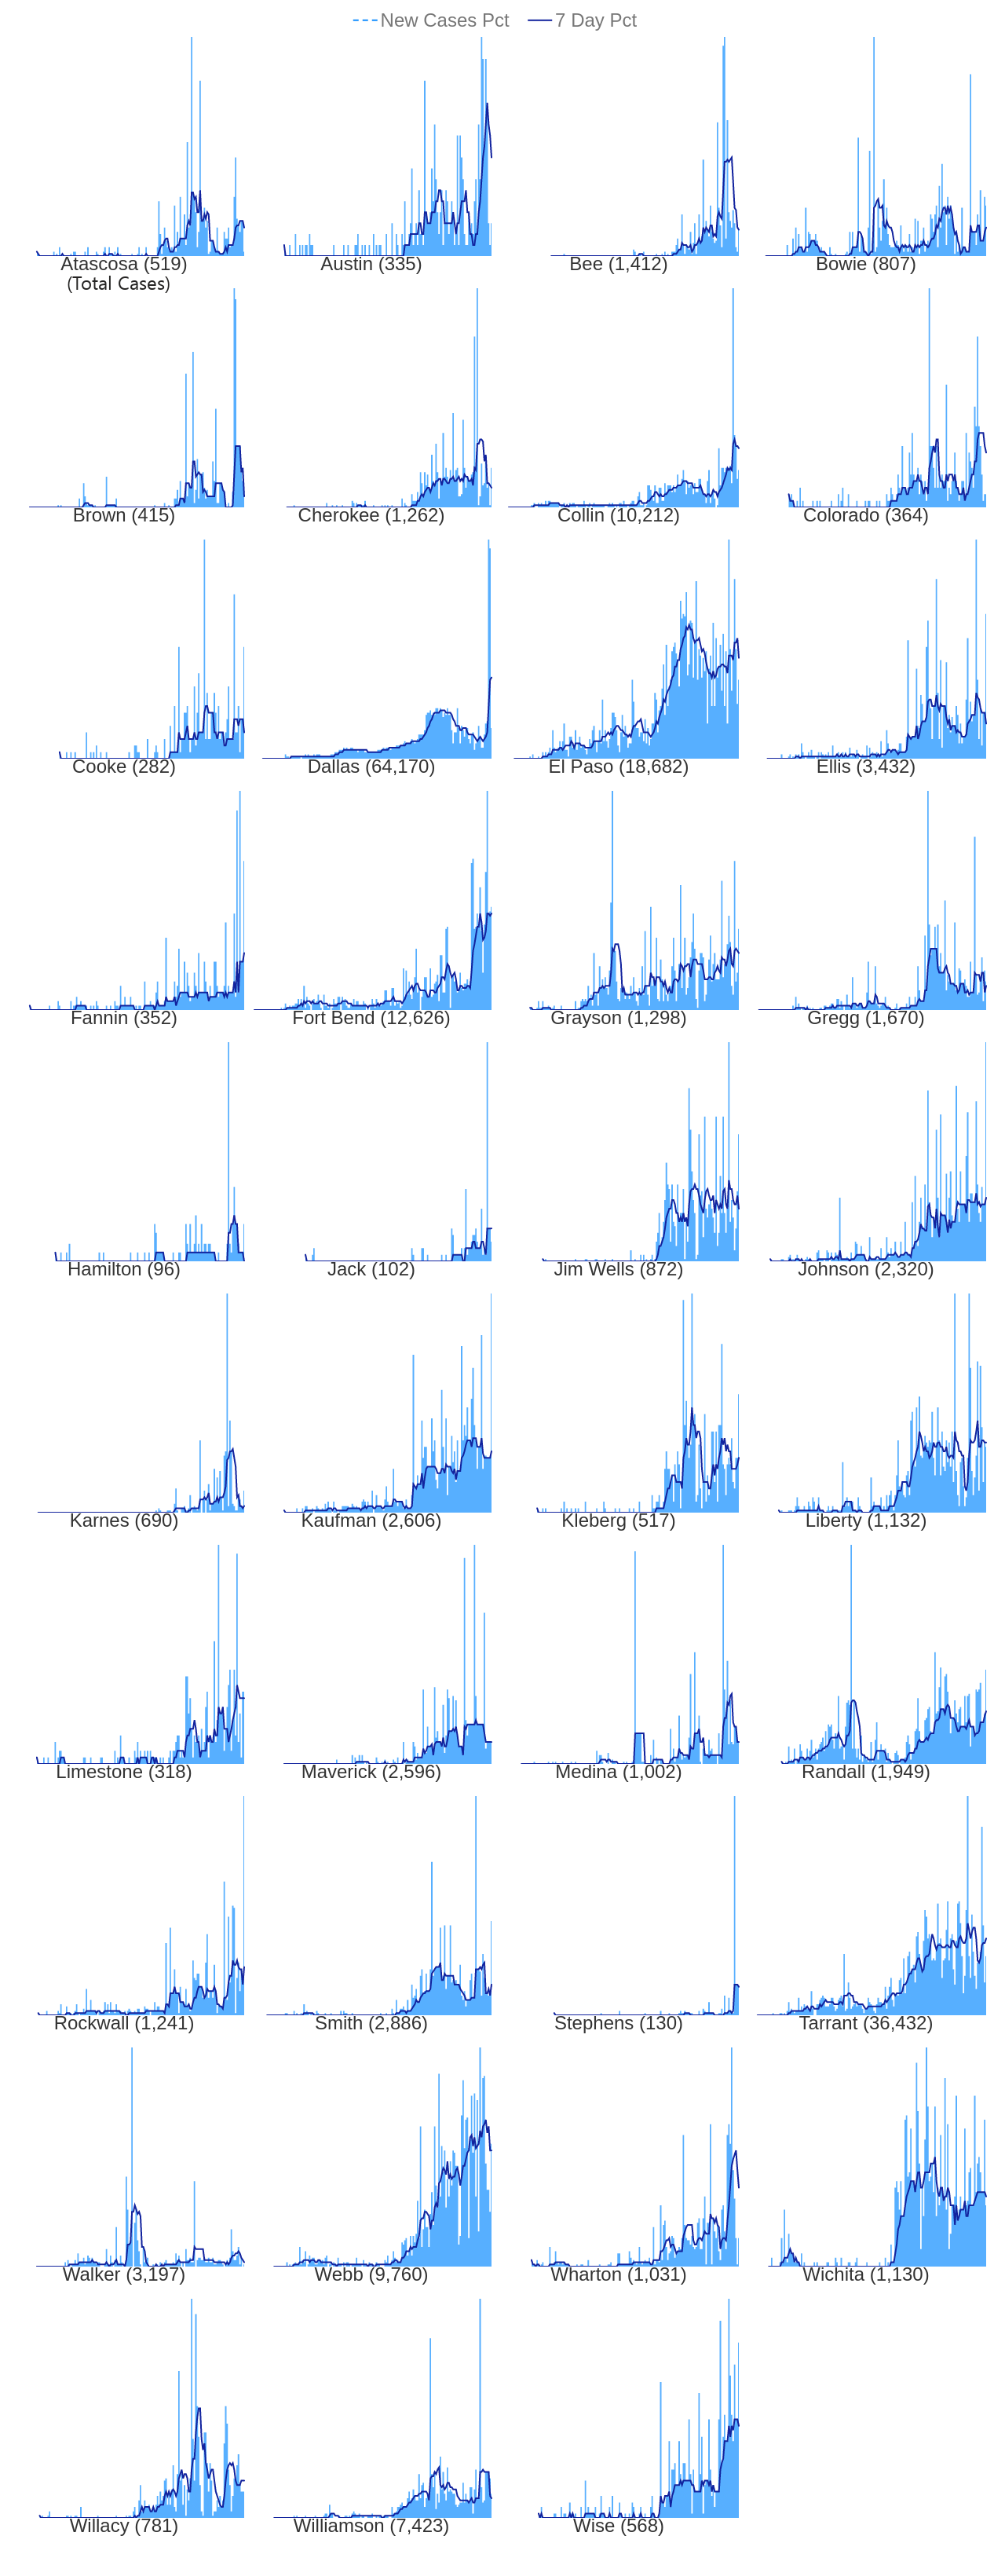 New Cases Pct 7 Day Pct
Atascosa (519) Austin (335) Bee (1,412) Bowie (807)
(Total Cases)
Brown (415) Cherokee (1,262) Collin (10,212) Colorado (364)
Cooke (282) Dallas (64,170) El Paso (18,682) Ellis (3,432)
Fannin (352) Fort Bend (12,626) Grayson (1,298) Gregg (1,670)
Hamilton (96) Jack (102) Jim Wells (872) Johnson (2,320)
Karnes (690) Kaufman (2,606) Kleberg (517) Liberty (1,132)
Limestone (318) Maverick (2,596) Medina (1,002) Randall (1,949)
Rockwall (1,241) Smith (2,886) Stephens (130) Tarrant (36,432)
Walker (3,197) Webb (9,760) Wharton (1,031) Wichita (1,130)
Willacy (781) Williamson (7,423) Wise (568)